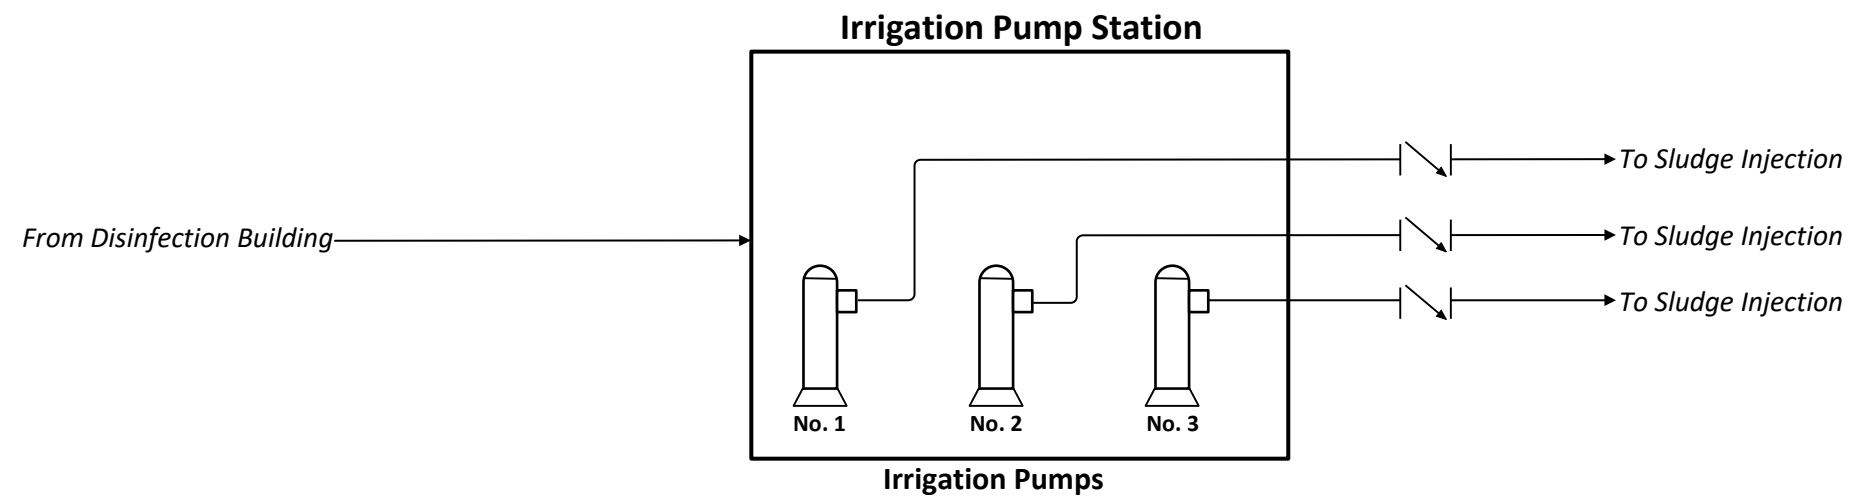 Irrigation Pump Station
To Sludge Injection
From Disinfection Building
To Sludge Injection
To Sludge Injection
No. 1
No. 2
No. 3
Irrigation Pumps